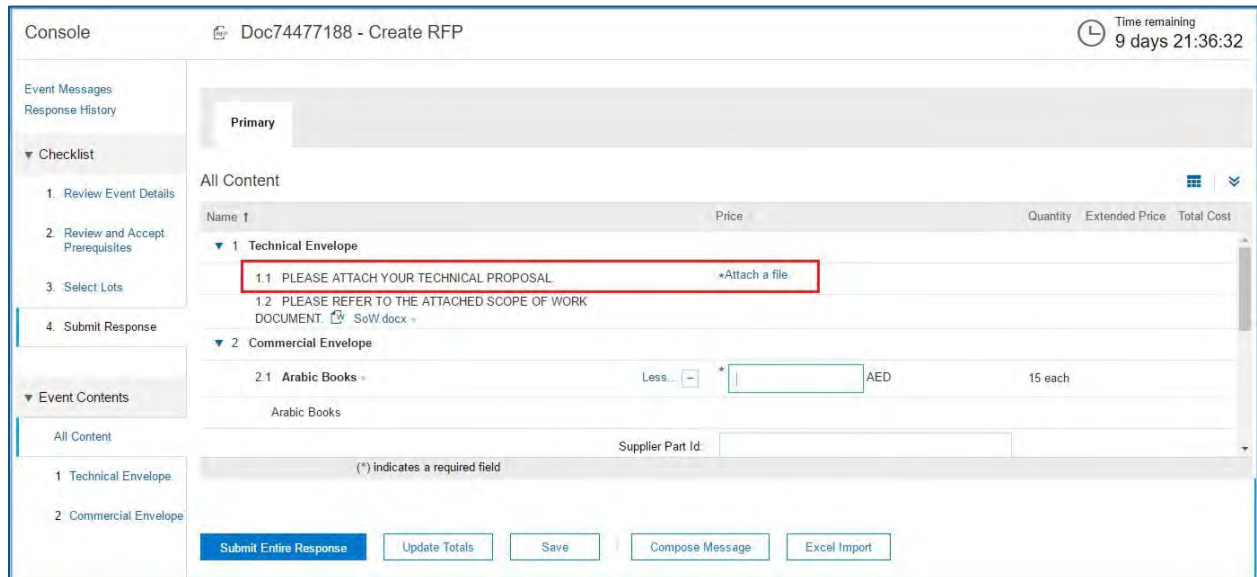 Console
Doc74477188 - Create RFP
Time remaining
9 days 21:36:32
Event Messages
Response History
▼ Checklist
1. Review Event Details
2. Review and Accept
Prerequisites
3. Select Lots
4. Submit Response
▼ Event Contents
All Content
1 Technical Envelope
2 Commercial Envelope
Primary
All Content
Name ↑ Price Quantity Extended Price Total Cost
▼ 1 Technical Envelope
1.1 PLEASE ATTACH YOUR TECHNICAL PROPOSAL. *Attach a file
1.2 PLEASE REFER TO THE ATTACHED SCOPE OF WORK
DOCUMENT. SoW.docx
▼ 2 Commercial Envelope
2.1 Arabic Books Less... − * AED 15 each
Arabic Books
Supplier Part Id:
(*) indicates a required field
Submit Entire Response Update Totals Save Compose Message Excel Import